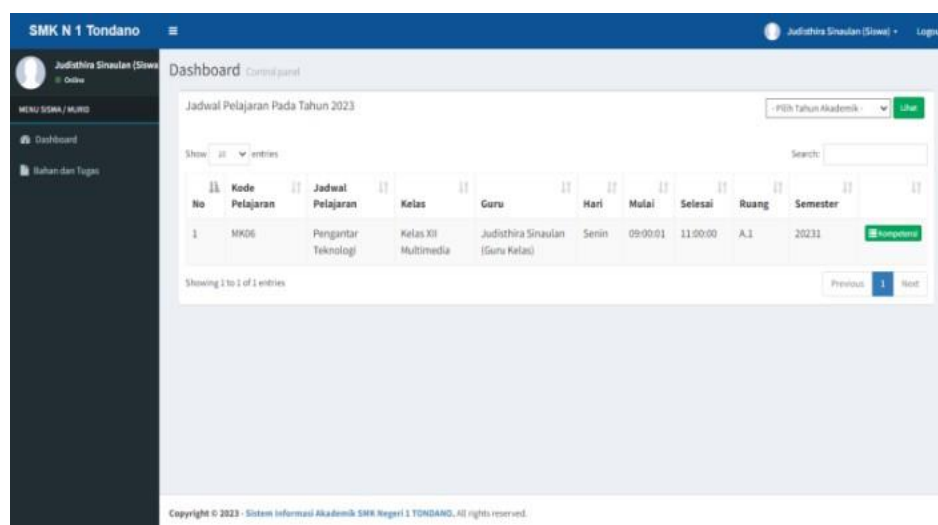 SMK N 1 Tondano
Judisthira Sinaulan (Siswa) Logou
Judisthira Sinaulan (Siswa
Online
MENU SISWA / MURID
Dashboard
Bahan dan Tugas
Dashboard Control panel
Jadwal Pelajaran Pada Tahun 2023
- Pilih Tahun Akademik - Lihat
Show 10 entries
Search:
No Kode Pelajaran Jadwal Pelajaran Kelas Guru Hari Mulai Selesai Ruang Semester
1 MK06 Pengantar Teknologi Kelas XII Multimedia Judisthira Sinaulan (Guru Kelas) Senin 09:00:01 11:00:00 A.1 20231 Kompetensi
Showing 1 to 1 of 1 entries
Previous 1 Next
Copyright © 2023 - Sistem Informasi Akademik SMK Negeri 1 TONDANO. All rights reserved.